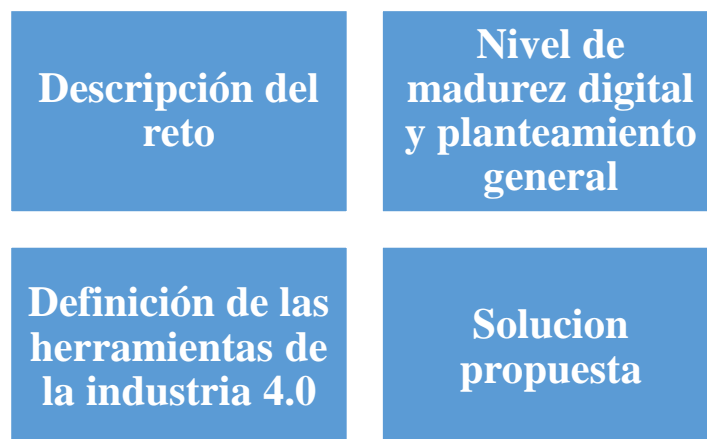 Descripción del
reto
Nivel de
madurez digital
y planteamiento
general
Definición de las
herramientas de
la industria 4.0
Solucion
propuesta